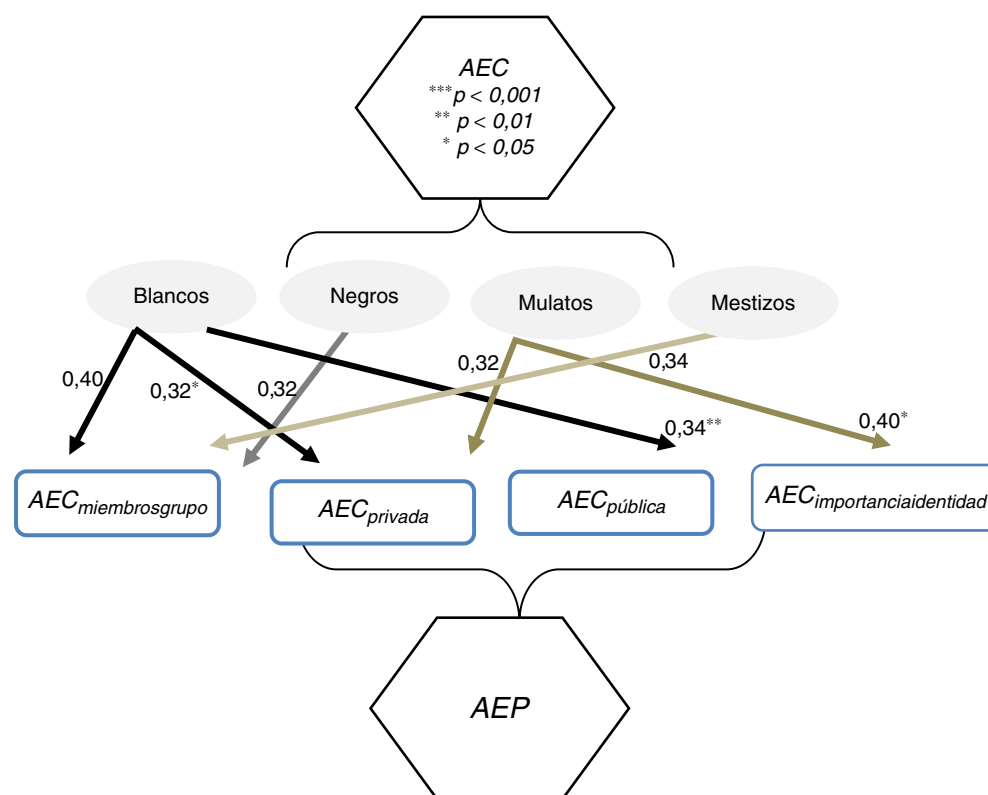 AEC
***p < 0,001
** p < 0,01
* p < 0,05
Blancos
Negros
Mulatos
Mestizos
0,40
0,32*
0,32
0,32
0,34
0,34**
0,40*
AECmiembrosgrupo
AECprivada
AECpública
AECimportanciaidentidad
AEP